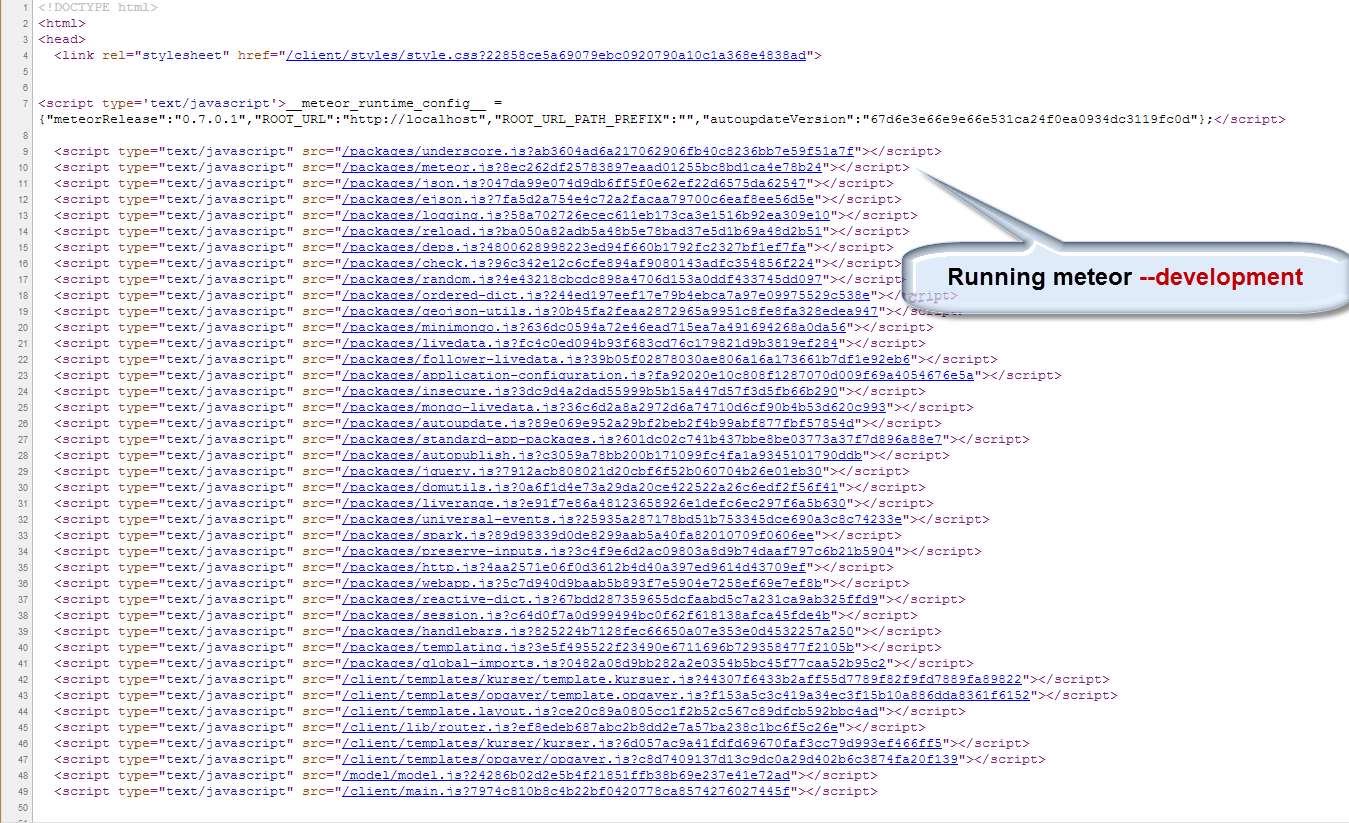 1 <!DOCTYPE html>
2 <html>
3 <head>
4 <link rel="stylesheet" href="/client/styles/style.css?22858ce5a69079ebc0920790a10c1a368e4838ad">
5
6
7 <script type='text/javascript'>__meteor_runtime_config__ =
{"meteorRelease":"0.7.0.1","ROOT_URL":"http://localhost","ROOT_URL_PATH_PREFIX":"","autoupdateVersion":"67d6e3e66e9e66e531ca24f0ea0934dc3119fc0d"};</script>
8
9 <script type="text/javascript" src="/packages/underscore.js?ab3604ad6a217062906fb40c8236bb7e59f51a7f"></script>
10 <script type="text/javascript" src="/packages/meteor.js?8ec262df25783897eaad01255bc8bd1ca4e78b24"></script>
11 <script type="text/javascript" src="/packages/json.js?047da99e074d9db6ff5f0e62ef22d6575da62547"></script>
12 <script type="text/javascript" src="/packages/ejson.js?7fa5d2a754e4c72a2facaa79700c6eaf8ee56d5e"></script>
13 <script type="text/javascript" src="/packages/logging.js?58a702726ecec611eb173ca3e1516b92ea309e10"></script>
14 <script type="text/javascript" src="/packages/reload.js?ba050a82adb5a48b5e78bad37e5d1b69a48d2b51"></script>
15 <script type="text/javascript" src="/packages/deps.js?4800628998223ed94f660b1792fc2327bf1ef7fa"></script>
16 <script type="text/javascript" src="/packages/check.js?96c342e12c6cfe894af9080143adfc354856f224"></script>
17 <script type="text/javascript" src="/packages/random.js?4e43218cbcdc898a4706d153a0ddf433745dd097"></script>
Running meteor --development
18 <script type="text/javascript" src="/packages/ordered-dict.js?244ed197eef17e79b4ebca7a97e09975529c538e"></script>
19 <script type="text/javascript" src="/packages/geojson-utils.js?0b45fa2feaa2872965a9951c8fe8fa328edea947"></script>
20 <script type="text/javascript" src="/packages/minimongo.js?636dc0594a72e46ead715ea7a491694268a0da56"></script>
21 <script type="text/javascript" src="/packages/livedata.js?fc4c0ed094b93f683cd76c179821d9b3819ef284"></script>
22 <script type="text/javascript" src="/packages/follower-livedata.js?39b05f02878030ae806a16a173661b7df1e92eb6"></script>
23 <script type="text/javascript" src="/packages/application-configuration.js?fa92020e10c808f1287070d009f69a4054676e5a"></script>
24 <script type="text/javascript" src="/packages/insecure.js?3dc9d4a2dad55999b5b15a447d57f3d5fb66b290"></script>
25 <script type="text/javascript" src="/packages/mongo-livedata.js?36c6d2a8a2972d6a74710d6cf90b4b53d620c993"></script>
26 <script type="text/javascript" src="/packages/autoupdate.js?89e069e952a29bf2beb2f4b99abf877fbf57854d"></script>
27 <script type="text/javascript" src="/packages/standard-app-packages.js?601dc02c741b437bbe8be03773a37f7d896a88e7"></script>
28 <script type="text/javascript" src="/packages/autopublish.js?c3059a78bb200b171099fc4fa1a9345101790ddb"></script>
29 <script type="text/javascript" src="/packages/jquery.js?7912acb808021d20cbf6f52b060704b26e01eb30"></script>
30 <script type="text/javascript" src="/packages/domutils.js?0a6f1d4e73a29da20ce422522a26c6edf2f56f41"></script>
31 <script type="text/javascript" src="/packages/liverange.js?e91f7e86a48123658926e1defc6ec297f6a5b630"></script>
32 <script type="text/javascript" src="/packages/universal-events.js?25935a287178bd51b753345dce690a3c8c74233e"></script>
33 <script type="text/javascript" src="/packages/spark.js?89d98339d0de8299aab5a40fa82010709f0606ee"></script>
34 <script type="text/javascript" src="/packages/preserve-inputs.js?3c4f9e6d2ac09803a8d9b74daaf797c6b21b5904"></script>
35 <script type="text/javascript" src="/packages/http.js?4aa2571e06f0d3612b4d40a397ed9614d43709ef"></script>
36 <script type="text/javascript" src="/packages/webapp.js?5c7d940d9baab5b893f7e5904e7258ef69e7ef8b"></script>
37 <script type="text/javascript" src="/packages/reactive-dict.js?67bdd287359655dcfaabd5c7a231ca9ab325ffd9"></script>
38 <script type="text/javascript" src="/packages/session.js?c64d0f7a0d999494bc0f62f618138afca45fde4b"></script>
39 <script type="text/javascript" src="/packages/handlebars.js?825224b7128fec66650a07e353e0d4532257a250"></script>
40 <script type="text/javascript" src="/packages/templating.js?3e5f495522f23490e6711696b729358477f2105b"></script>
41 <script type="text/javascript" src="/packages/global-imports.js?0482a08d9bb282a2e0354b5bc45f77caa52b95c2"></script>
42 <script type="text/javascript" src="/client/templates/kurser/template.kursuer.js?44307f6433b2aff55d7789f82f9fd7889fa89822"></script>
43 <script type="text/javascript" src="/client/templates/opgaver/template.opgaver.js?f153a5c3c419a34ec3f15b10a886dda8361f6152"></script>
44 <script type="text/javascript" src="/client/template.layout.js?ce20c89a0805cc1f2b52c567c89dfcb592bbc4ad"></script>
45 <script type="text/javascript" src="/client/lib/router.js?ef8edeb687abc2b8dd2e7a57ba238c1bc6f5c26e"></script>
46 <script type="text/javascript" src="/client/templates/kurser/kurser.js?6d057ac9a41fdfd69670faf3cc79d993ef466ff5"></script>
47 <script type="text/javascript" src="/client/templates/opgaver/opgaver.js?c8d7409137d13c9dc0a29d402b6c3874fa20f139"></script>
48 <script type="text/javascript" src="/model/model.js?24286b02d2e5b4f21851ffb38b69e237e41e72ad"></script>
49 <script type="text/javascript" src="/client/main.js?7974c810b8c4b22bf0420778ca8574276027445f"></script>
50